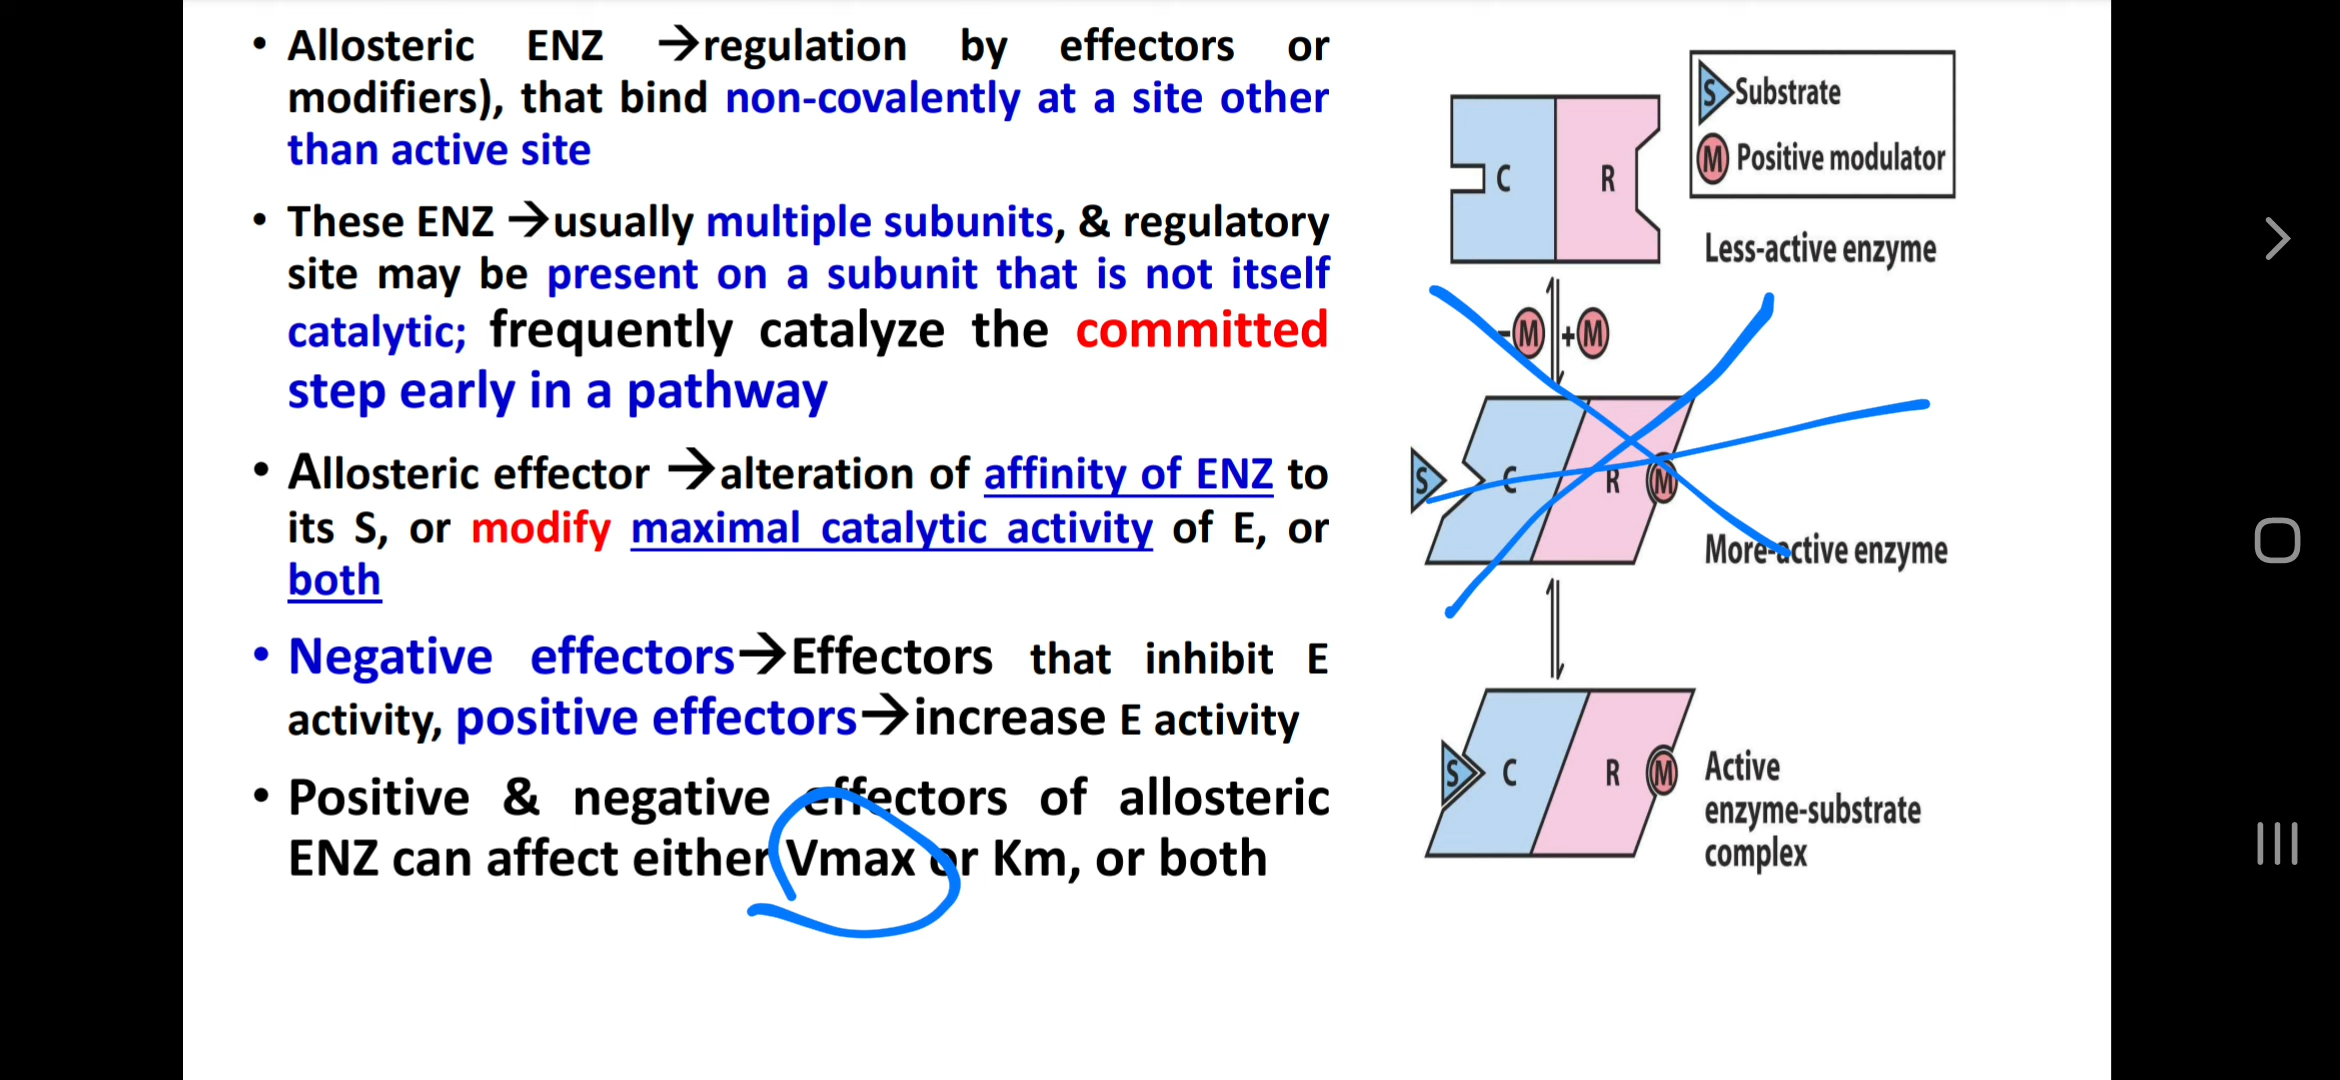 • Allosteric ENZ →regulation by effectors or
modifiers), that bind non-covalently at a site other
than active site
• These ENZ →usually multiple subunits, & regulatory
site may be present on a subunit that is not itself
catalytic; frequently catalyze the committed
step early in a pathway
• Allosteric effector →alteration of affinity of ENZ to
its S, or modify maximal catalytic activity of E, or
both
• Negative effectors→Effectors that inhibit E
activity, positive effectors→increase E activity
• Positive & negative effectors of allosteric
ENZ can affect either Vmax or Km, or both
S Substrate
M Positive modulator
C R
Less-active enzyme
-M +M
S C R M
More-active enzyme
S C R M
Active
enzyme-substrate
complex